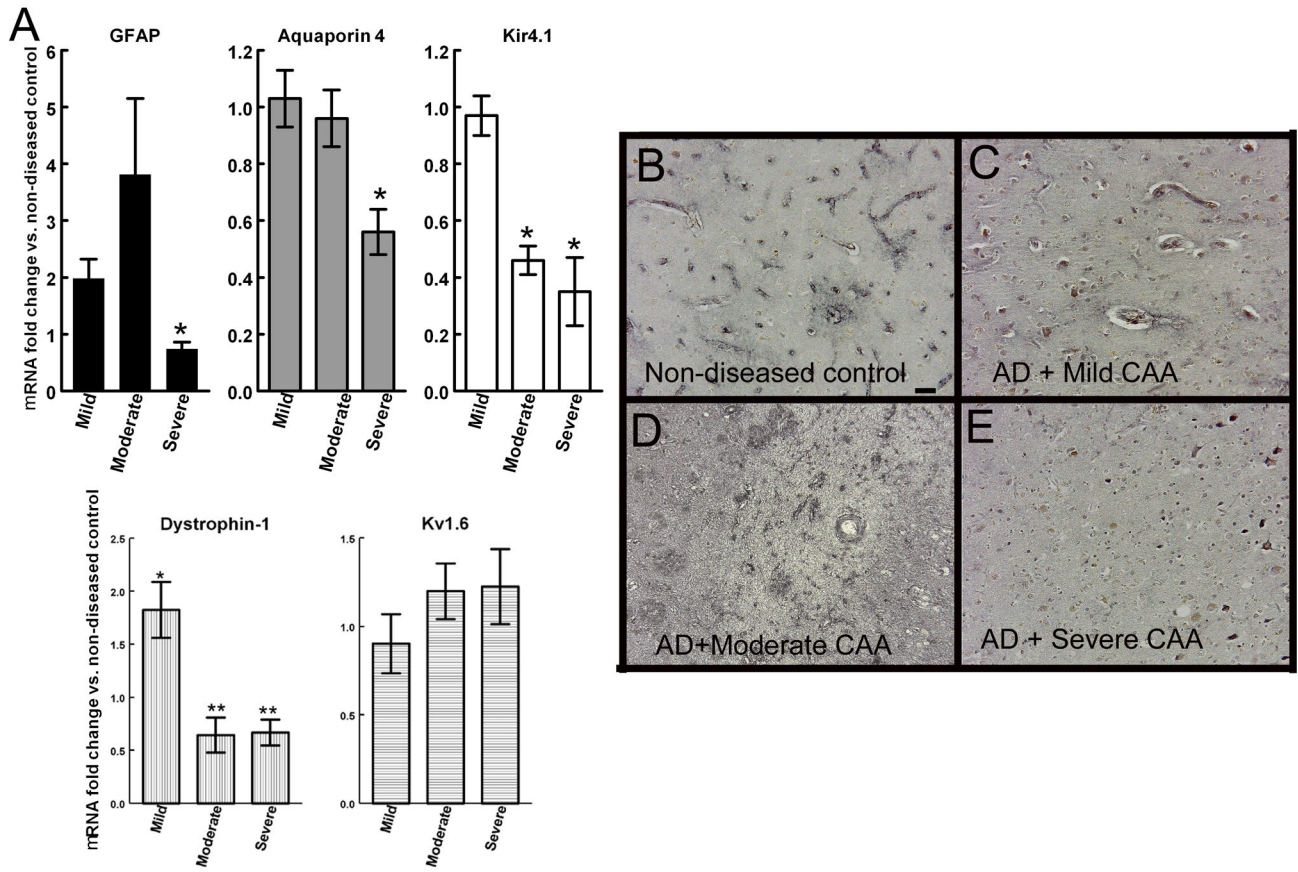 A
GFAP
Aquaporin 4
Kir4.1
mRNA fold change vs. non-diseased control
6
5
4
3
2
1
0
1.2
1.0
0.8
0.6
0.4
0.2
0.0
1.2
1.0
0.8
0.6
0.4
0.2
0.0
*
*
*
*
Mild
Moderate
Severe
Mild
Moderate
Severe
Mild
Moderate
Severe
Dystrophin-1
Kv1.6
mRNA fold change vs. non-diseased control
2.5
2.0
1.5
1.0
0.5
0.0
1.5
1.0
0.5
0.0
*
**
**
Mild
Moderate
Severe
Mild
Moderate
Severe
B
Non-diseased control
C
AD + Mild CAA
D
AD+Moderate CAA
E
AD + Severe CAA